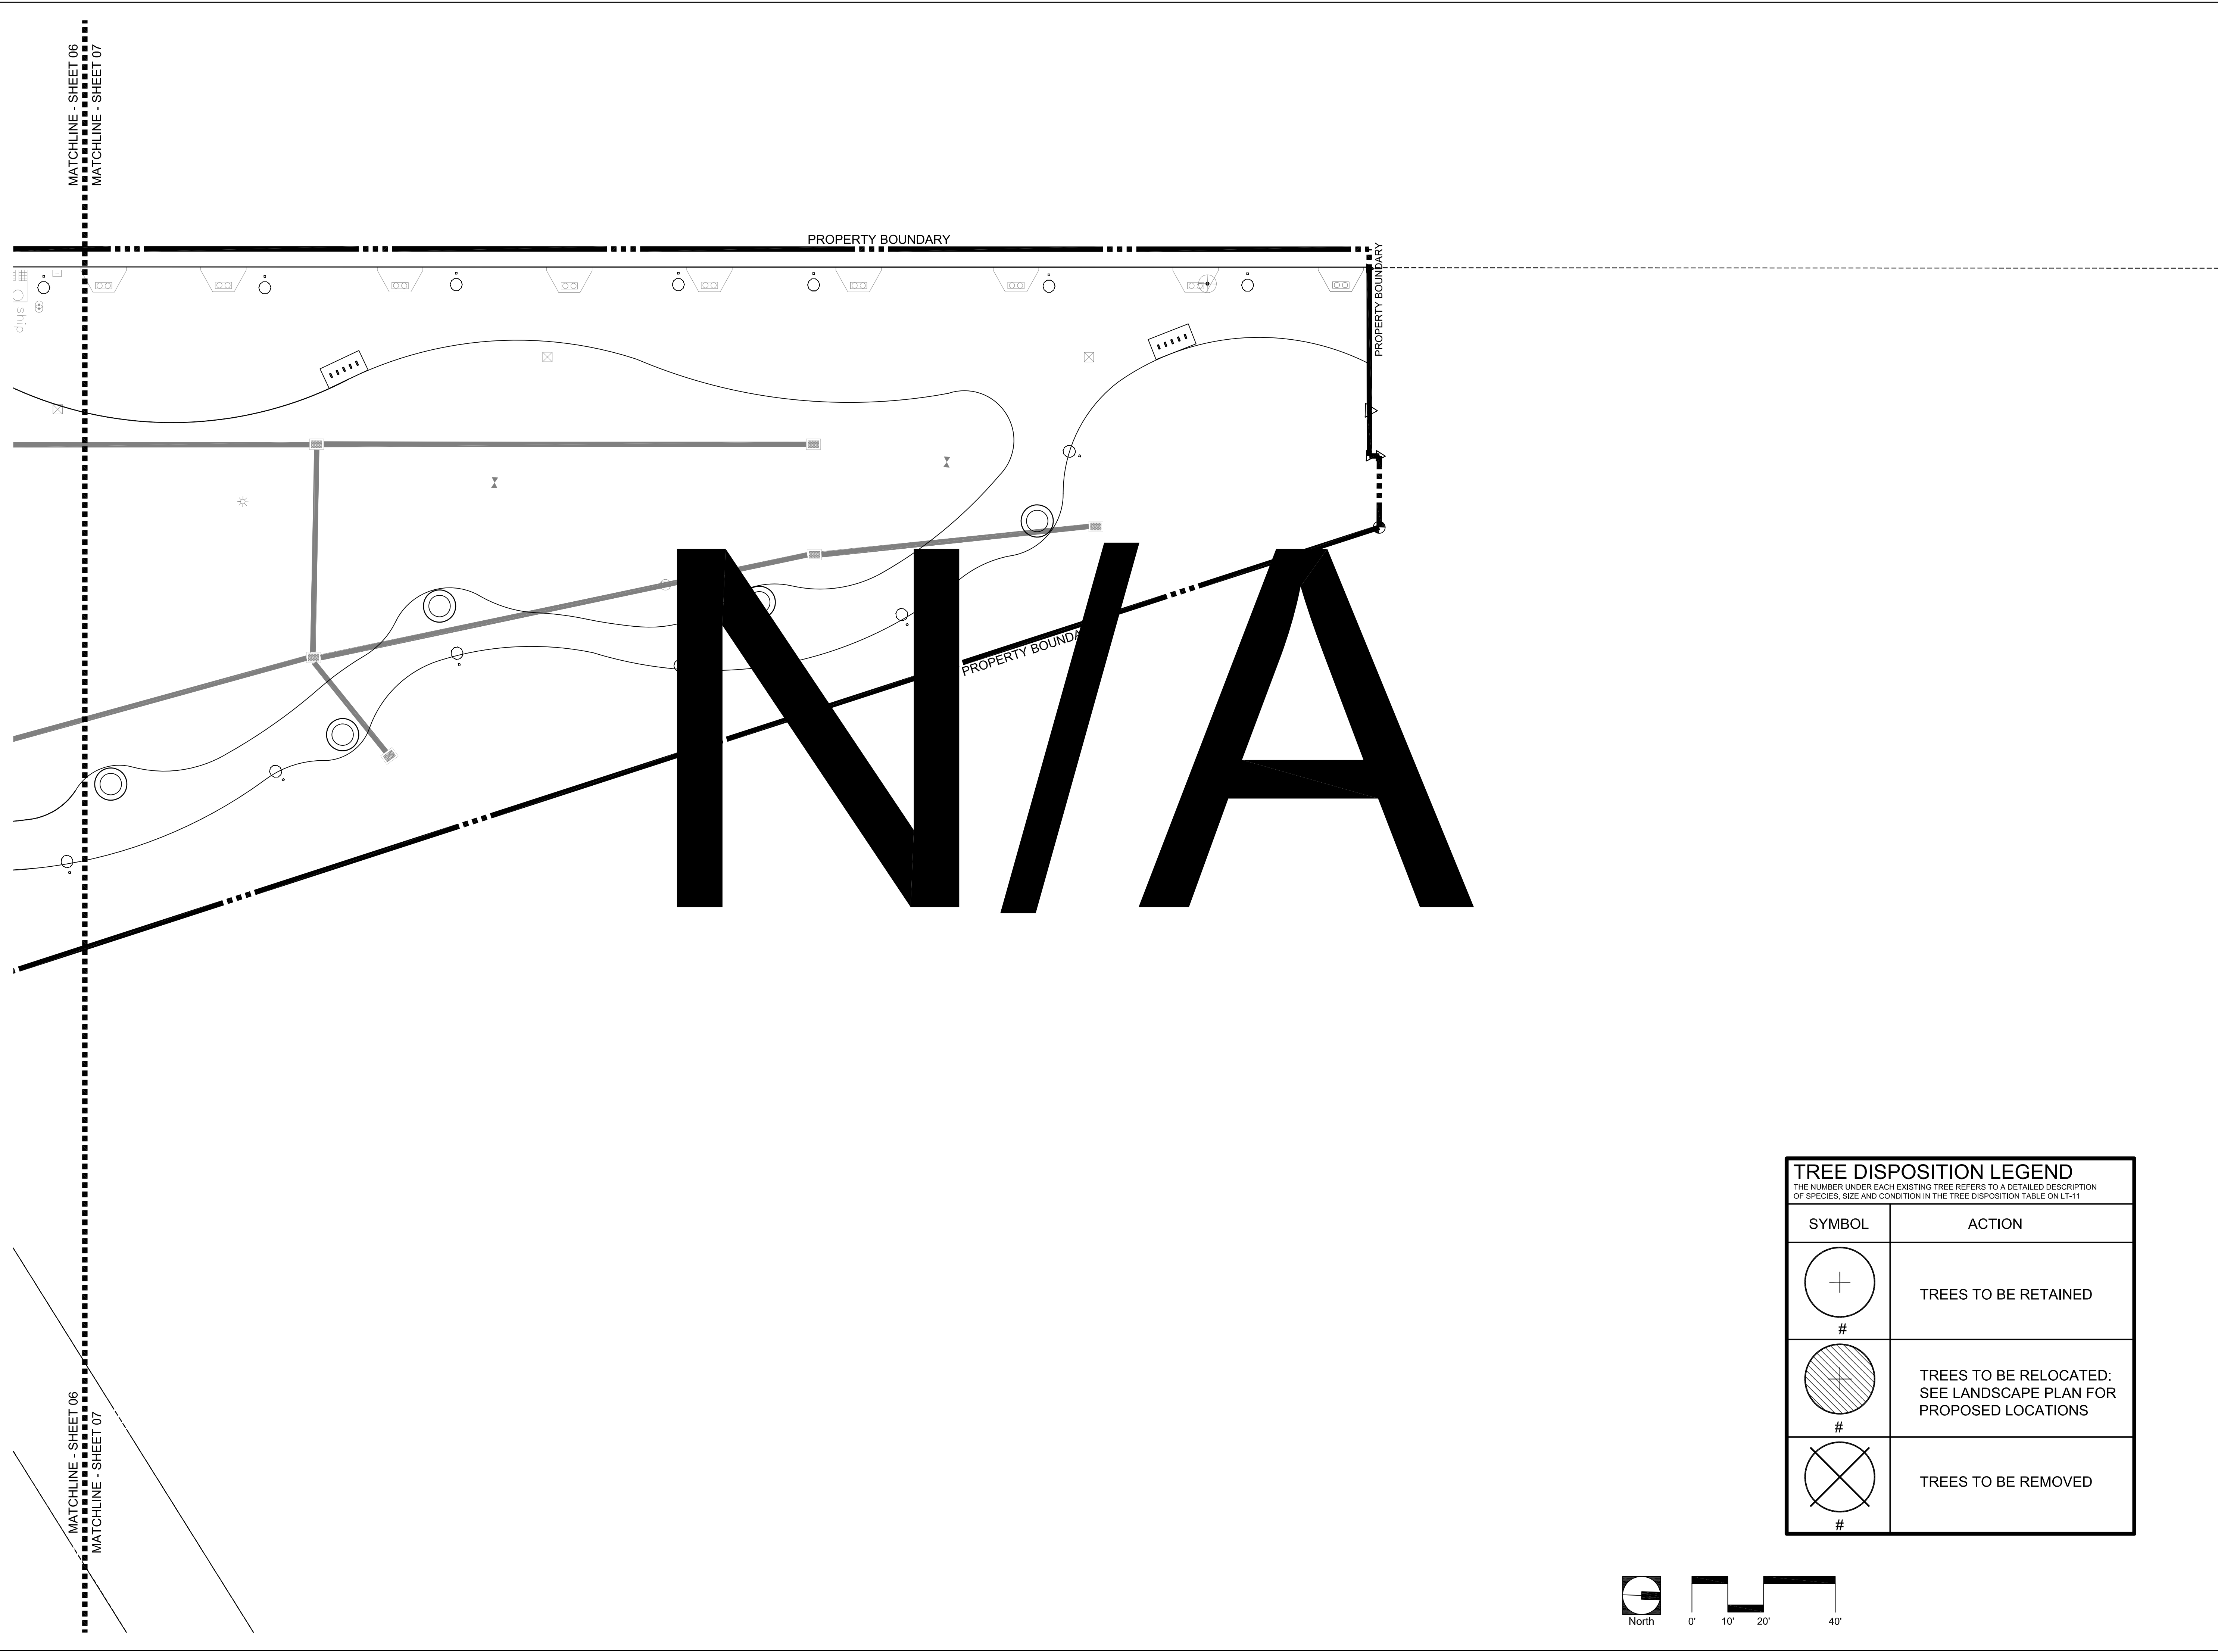 MATCHLINE - SHEET 06
MATCHLINE - SHEET 07
PROPERTY BOUNDARY
PROPERTY BOUNDARY
ship
PROPERTY BOUNDA
N/A
TREE DISPOSITION LEGEND
THE NUMBER UNDER EACH EXISTING TREE REFERS TO A DETAILED DESCRIPTION
OF SPECIES, SIZE AND CONDITION IN THE TREE DISPOSITION TABLE ON LT-11
SYMBOL
ACTION
#
TREES TO BE RETAINED
#
TREES TO BE RELOCATED:
SEE LANDSCAPE PLAN FOR
PROPOSED LOCATIONS
#
TREES TO BE REMOVED
MATCHLINE - SHEET 06
MATCHLINE - SHEET 07
North
0' 10' 20' 40'